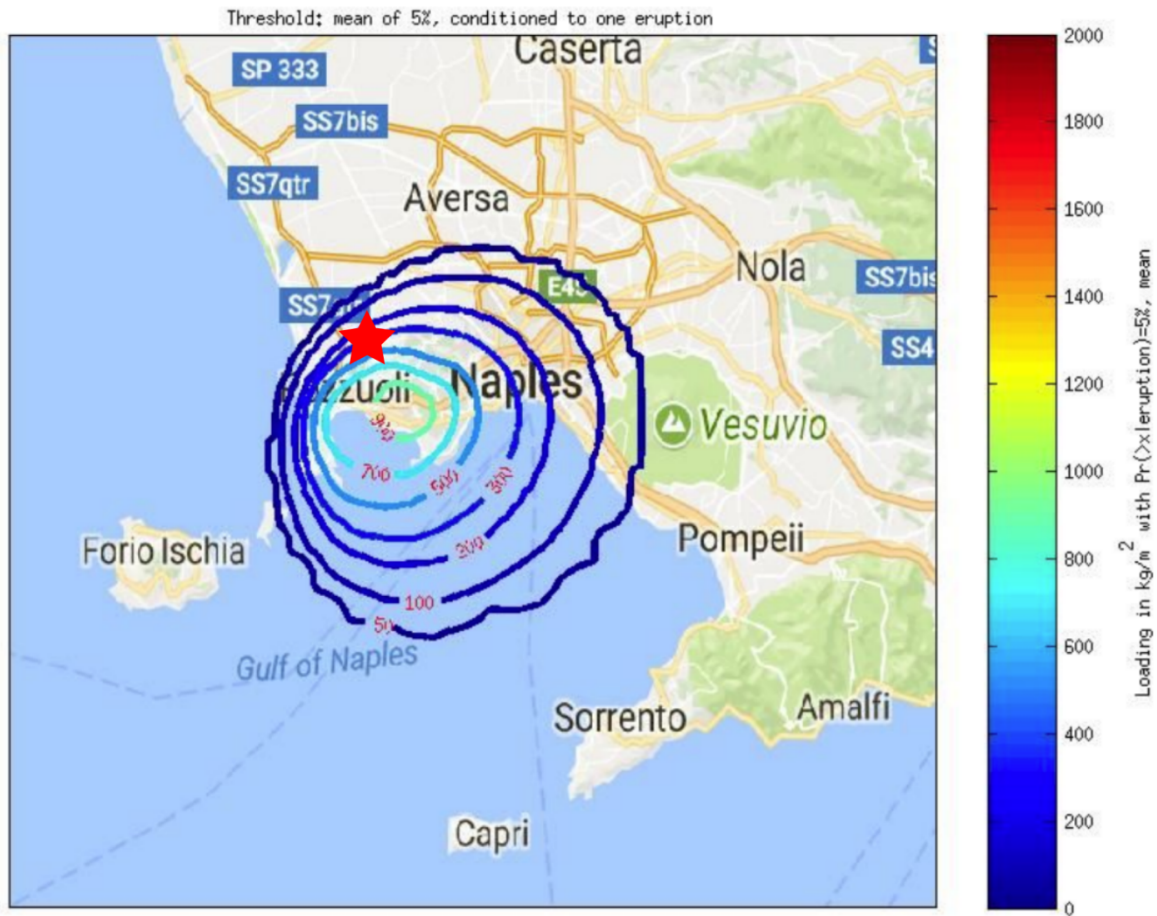 Threshold: mean of 5%, conditioned to one eruption
Caserta
SP 333
SS7bis
SS7qtr
Aversa
Nola
SS7bis
E45
SS4
Naples
Vesuvio
900
700
500
300
200
100
50
Forio Ischia
Pompeii
Gulf of Naples
Sorrento
Amalfi
Capri
2000
1800
1600
1400
1200
1000
800
600
400
200
0
Loading in kg/m2 with Pr(>x|eruption)=5%, mean